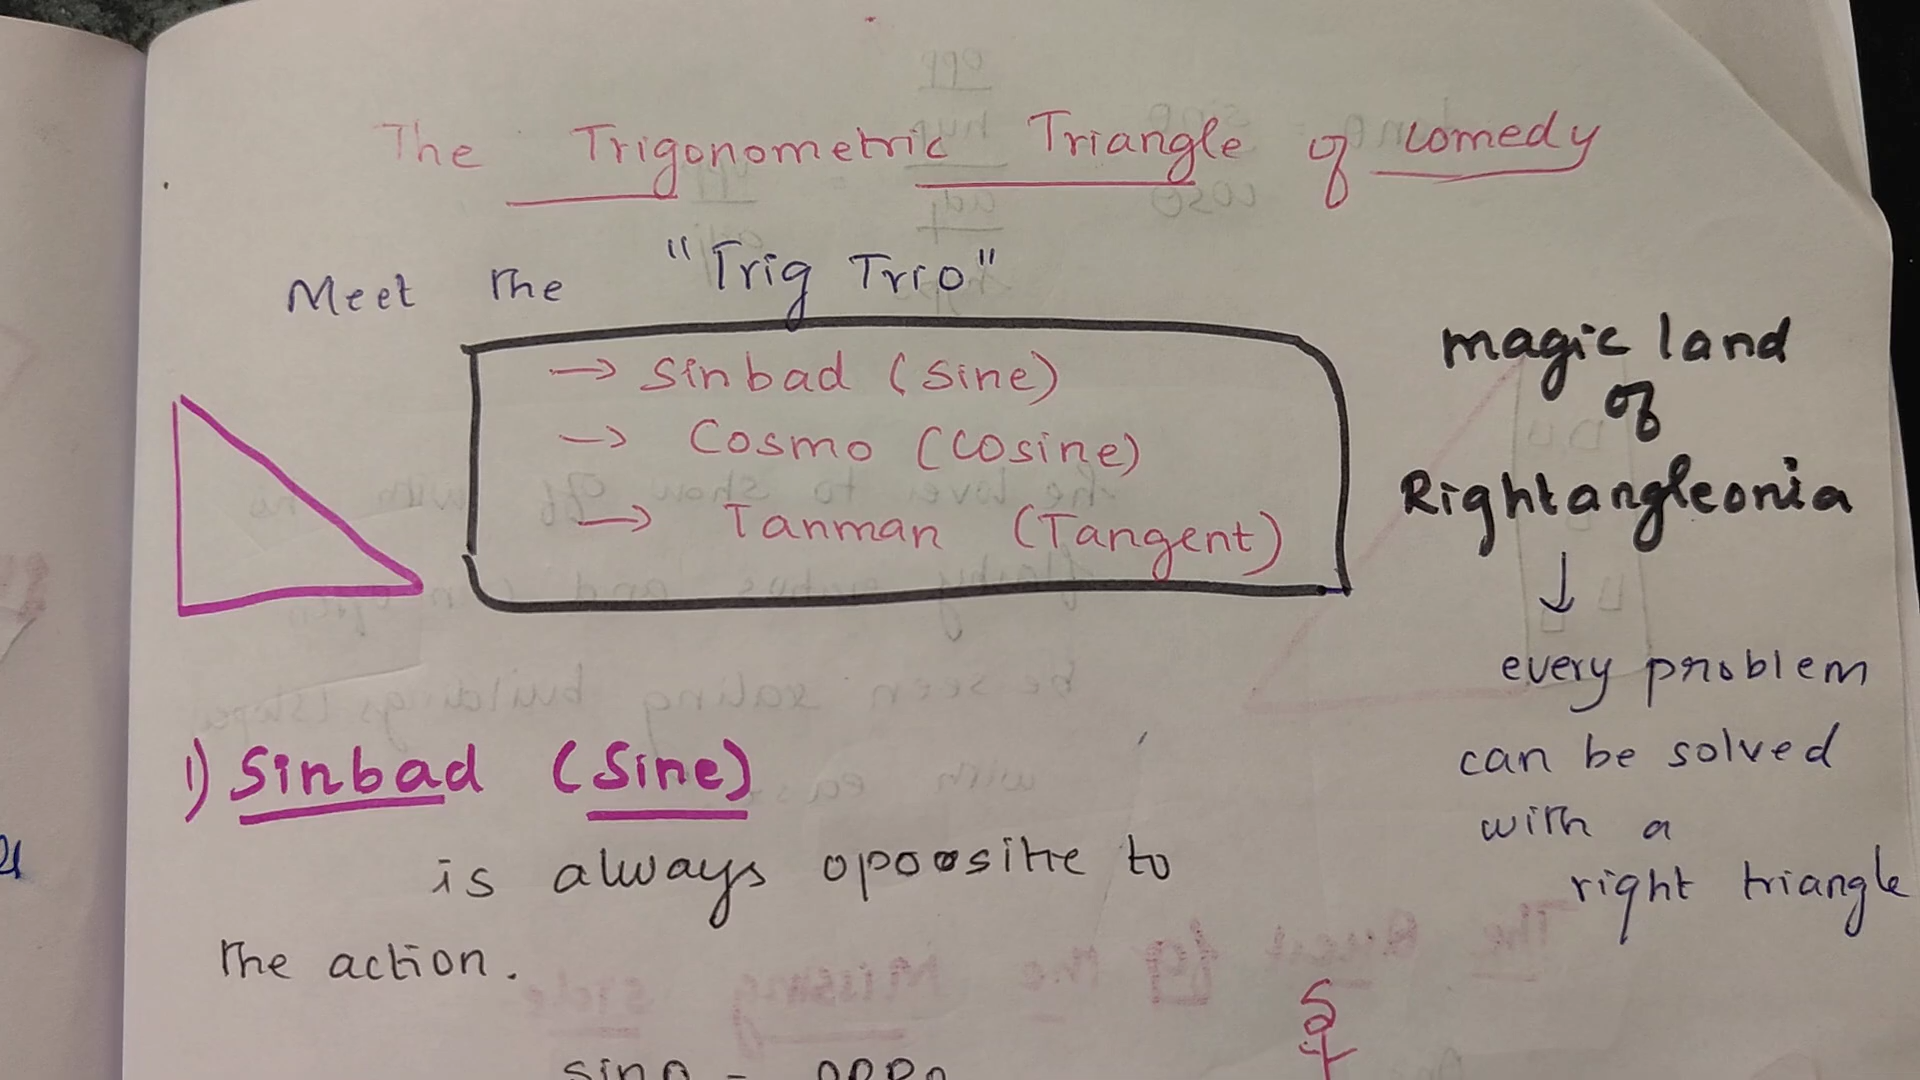 The Trigonometric Triangle of comedy
Meet the "Trig Trio"
→ Sinbad (Sine)
→ Cosmo (Cosine)
→ Tanman (Tangent)
magic land
of
Rightangleonia
↓
every problem
can be solved
with a
right triangle
1) Sinbad (Sine)
is always opoosite to
the action.